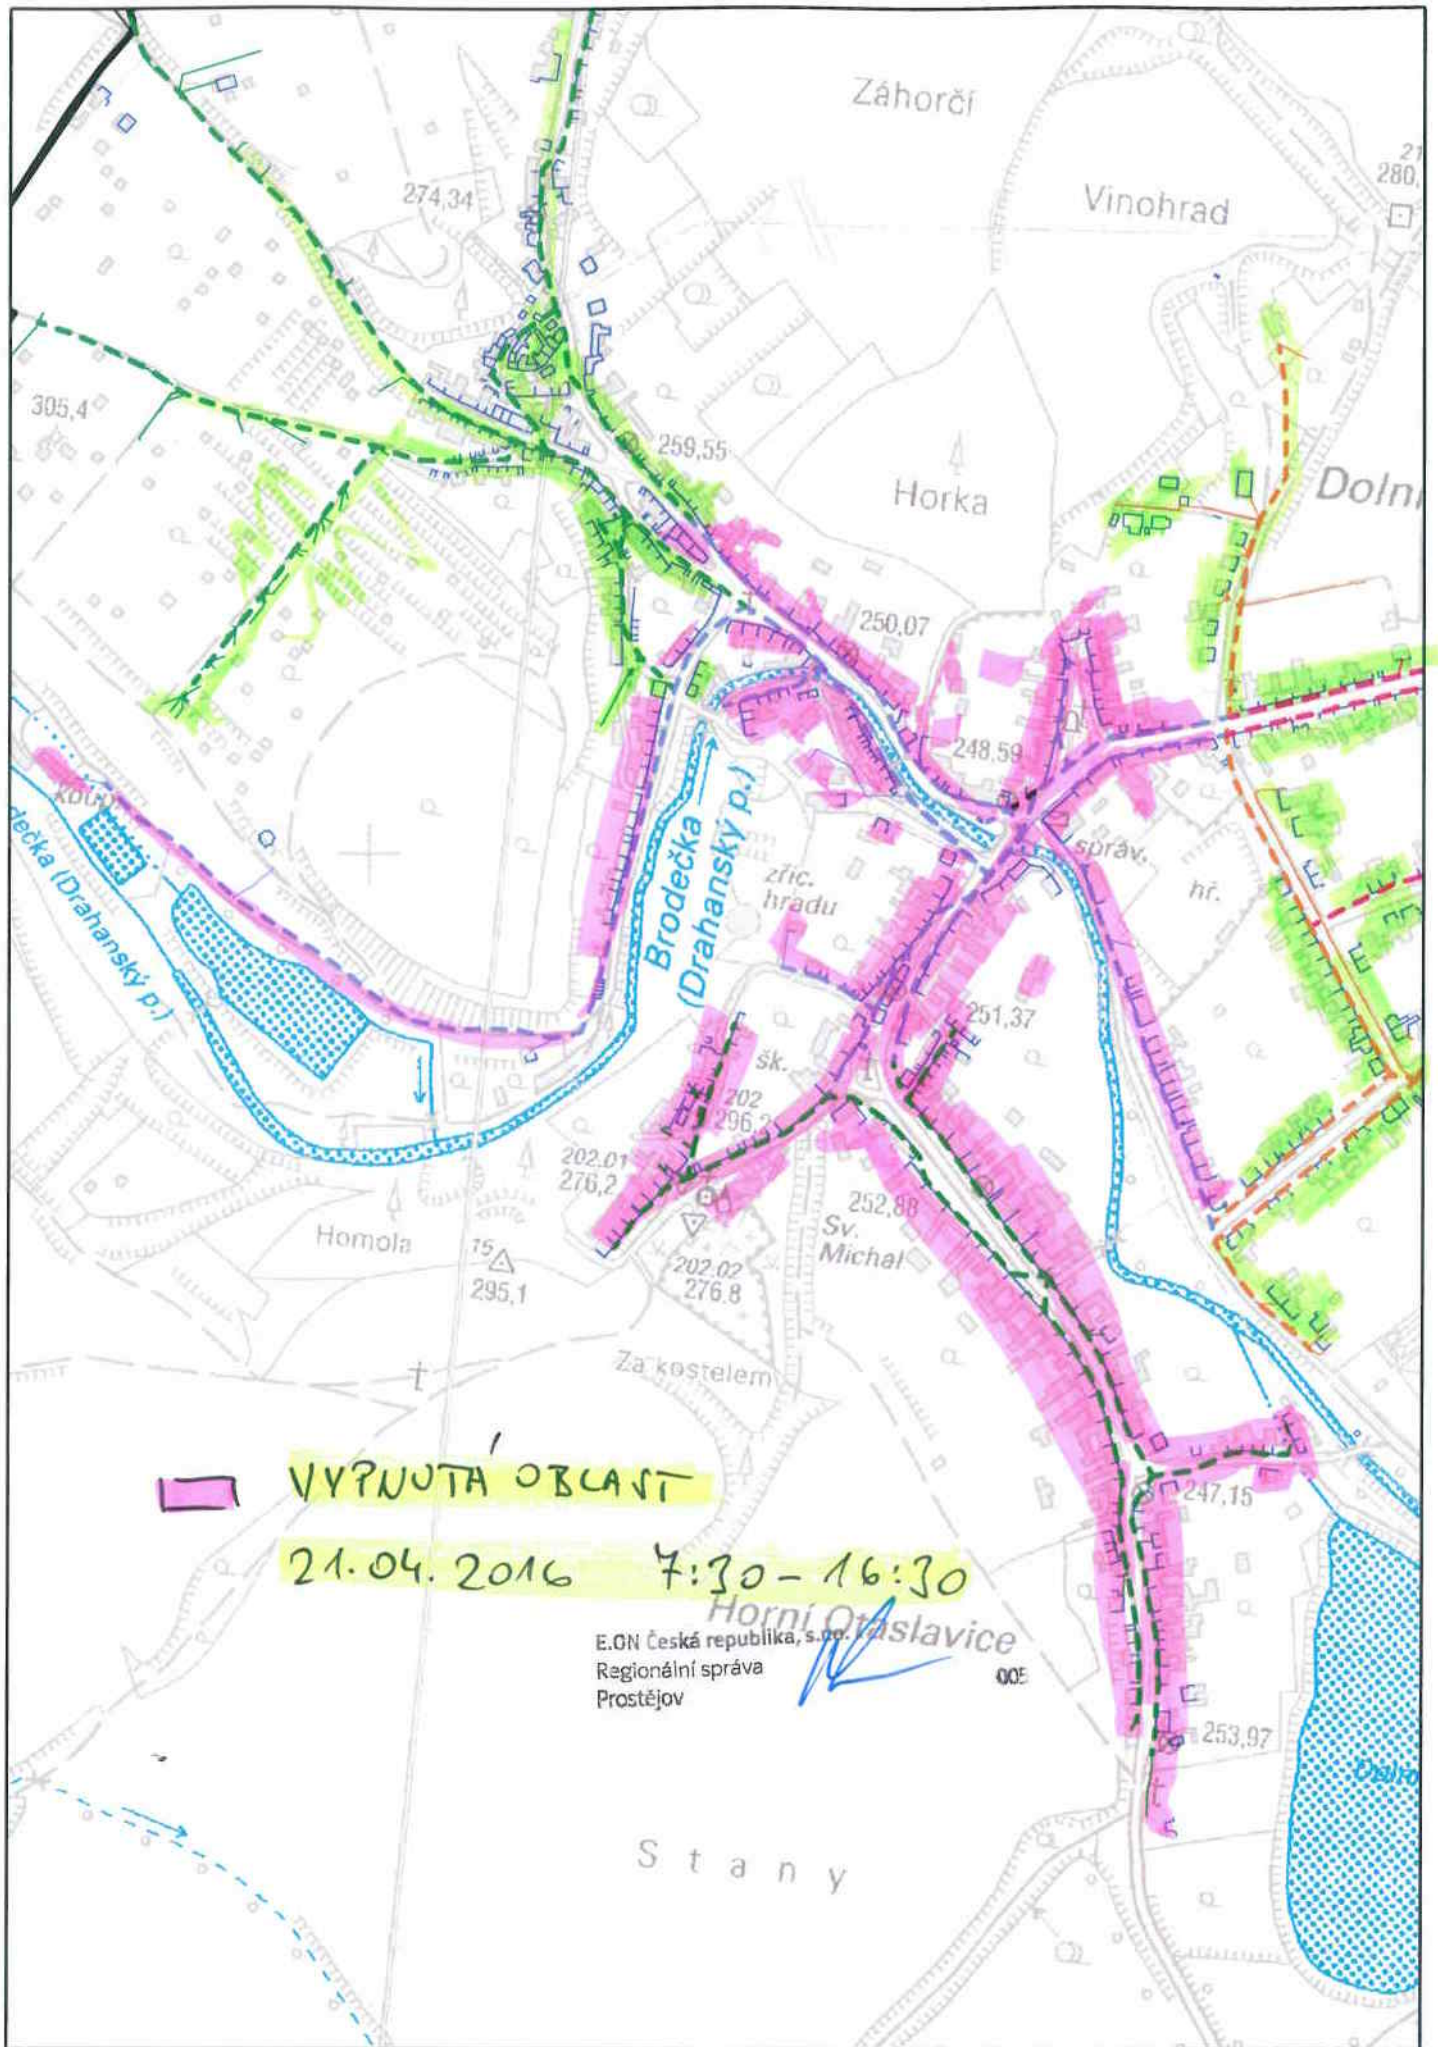 Záhorčí
21
280,
Vinohrad
274,34
305,4
259,55
Horka
Dolní
250,07
248,59
koup.
dečka (Drahanský p.)
Brodečka
(Drahanský p.)
zříc.
hradu
správ.
hř.
251,37
šk.
202
296,2
202.01
276,2
252,88
Sv.
Michal
Homola
75
295,1
202.02
276,8
Za kostelem
VYPNUTÁ OBLAST
247,15
21.04.2016 7:30 - 16:30
Horní Otaslavice
E.ON Česká republika, s.r.o.
Regionální správa
005
Prostějov
253,97
Stany